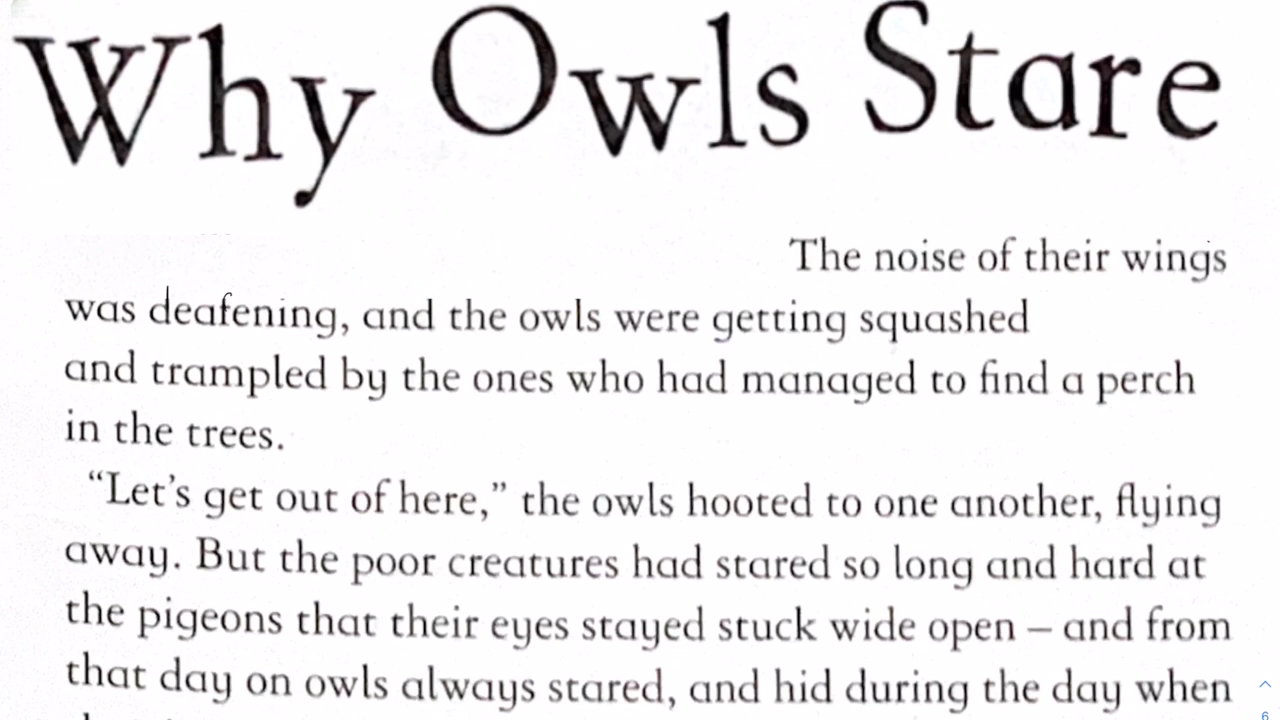 Why Owls Stare
The noise of their wings
was deafening, and the owls were getting squashed
and trampled by the ones who had managed to find a perch
in the trees.
“Let’s get out of here,” the owls hooted to one another, flying
away. But the poor creatures had stared so long and hard at
the pigeons that their eyes stayed stuck wide open – and from
that day on owls always stared, and hid during the day when
6